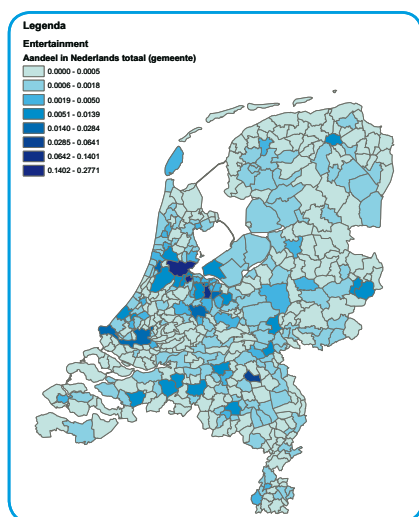 Legenda
Entertainment
Aandeel in Nederlands totaal (gemeente)
0.0000 - 0.0005
0.0006 - 0.0018
0.0019 - 0.0050
0.0051 - 0.0139
0.0140 - 0.0284
0.0285 - 0.0641
0.0642 - 0.1401
0.1402 - 0.2771